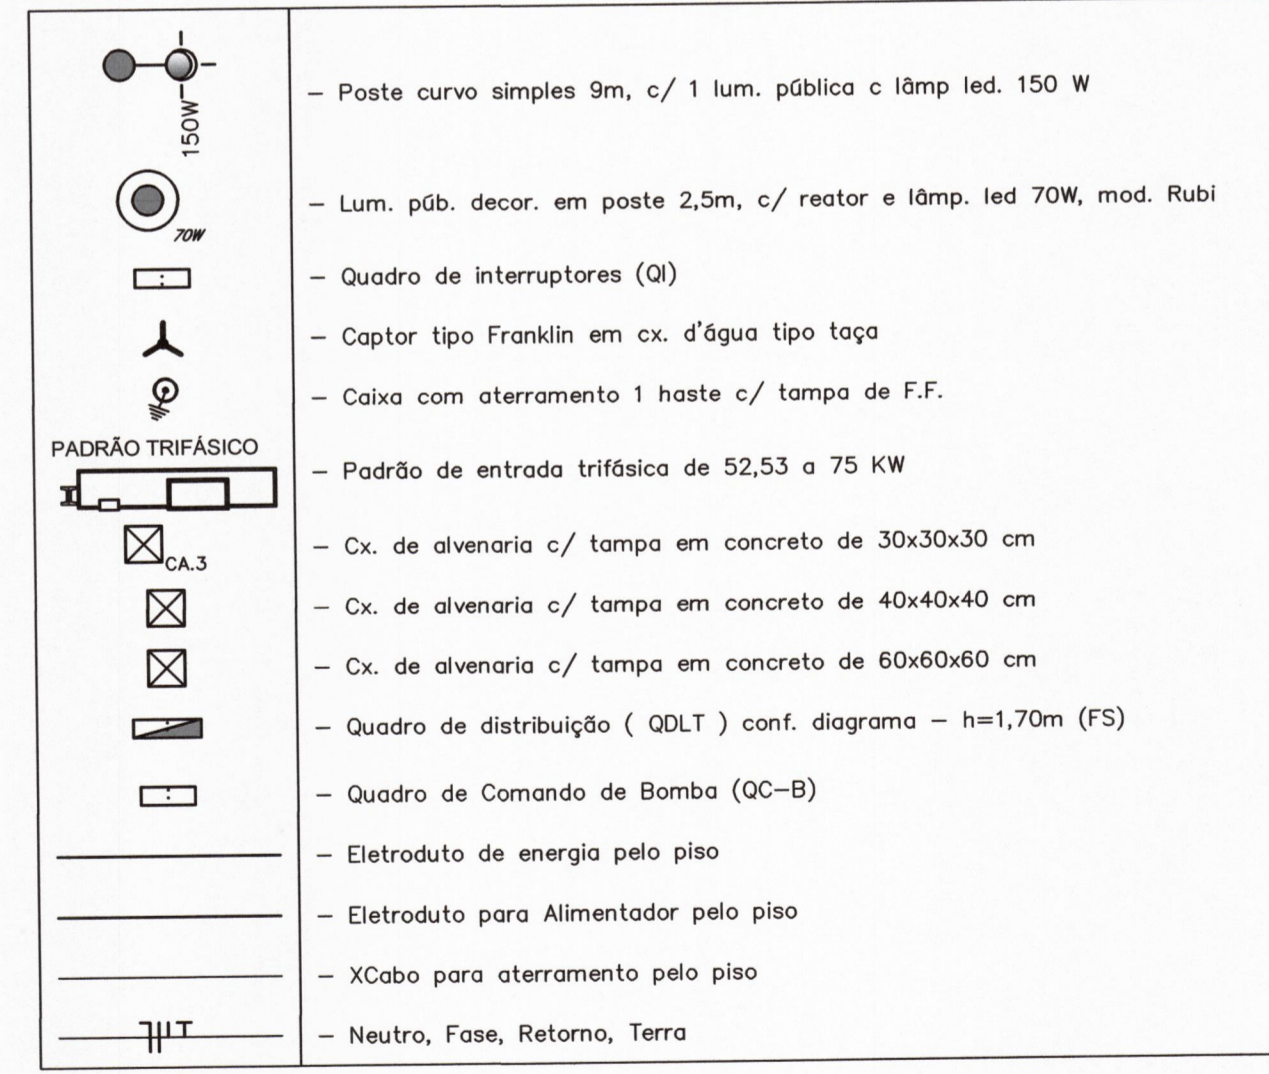 150W
– Poste curvo simples 9m, c/ 1 lum. pública c lâmp led. 150 W
70W
– Lum. púb. decor. em poste 2,5m, c/ reator e lâmp. led 70W, mod. Rubi
– Quadro de interruptores (QI)
– Captor tipo Franklin em cx. d'água tipo taça
– Caixa com aterramento 1 haste c/ tampa de F.F.
PADRÃO TRIFÁSICO
– Padrão de entrada trifásica de 52,53 a 75 KW
CA.3
– Cx. de alvenaria c/ tampa em concreto de 30x30x30 cm
– Cx. de alvenaria c/ tampa em concreto de 40x40x40 cm
– Cx. de alvenaria c/ tampa em concreto de 60x60x60 cm
– Quadro de distribuição ( QDLT ) conf. diagrama – h=1,70m (FS)
– Quadro de Comando de Bomba (QC–B)
– Eletroduto de energia pelo piso
– Eletroduto para Alimentador pelo piso
– XCabo para aterramento pelo piso
– Neutro, Fase, Retorno, Terra